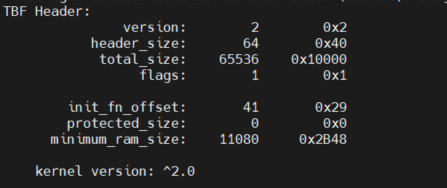 TBF Header:
version: 2 0x2
header_size: 64 0x40
total_size: 65536 0x10000
flags: 1 0x1
init_fn_offset: 41 0x29
protected_size: 0 0x0
minimum_ram_size: 11080 0x2B48
kernel version: ^2.0